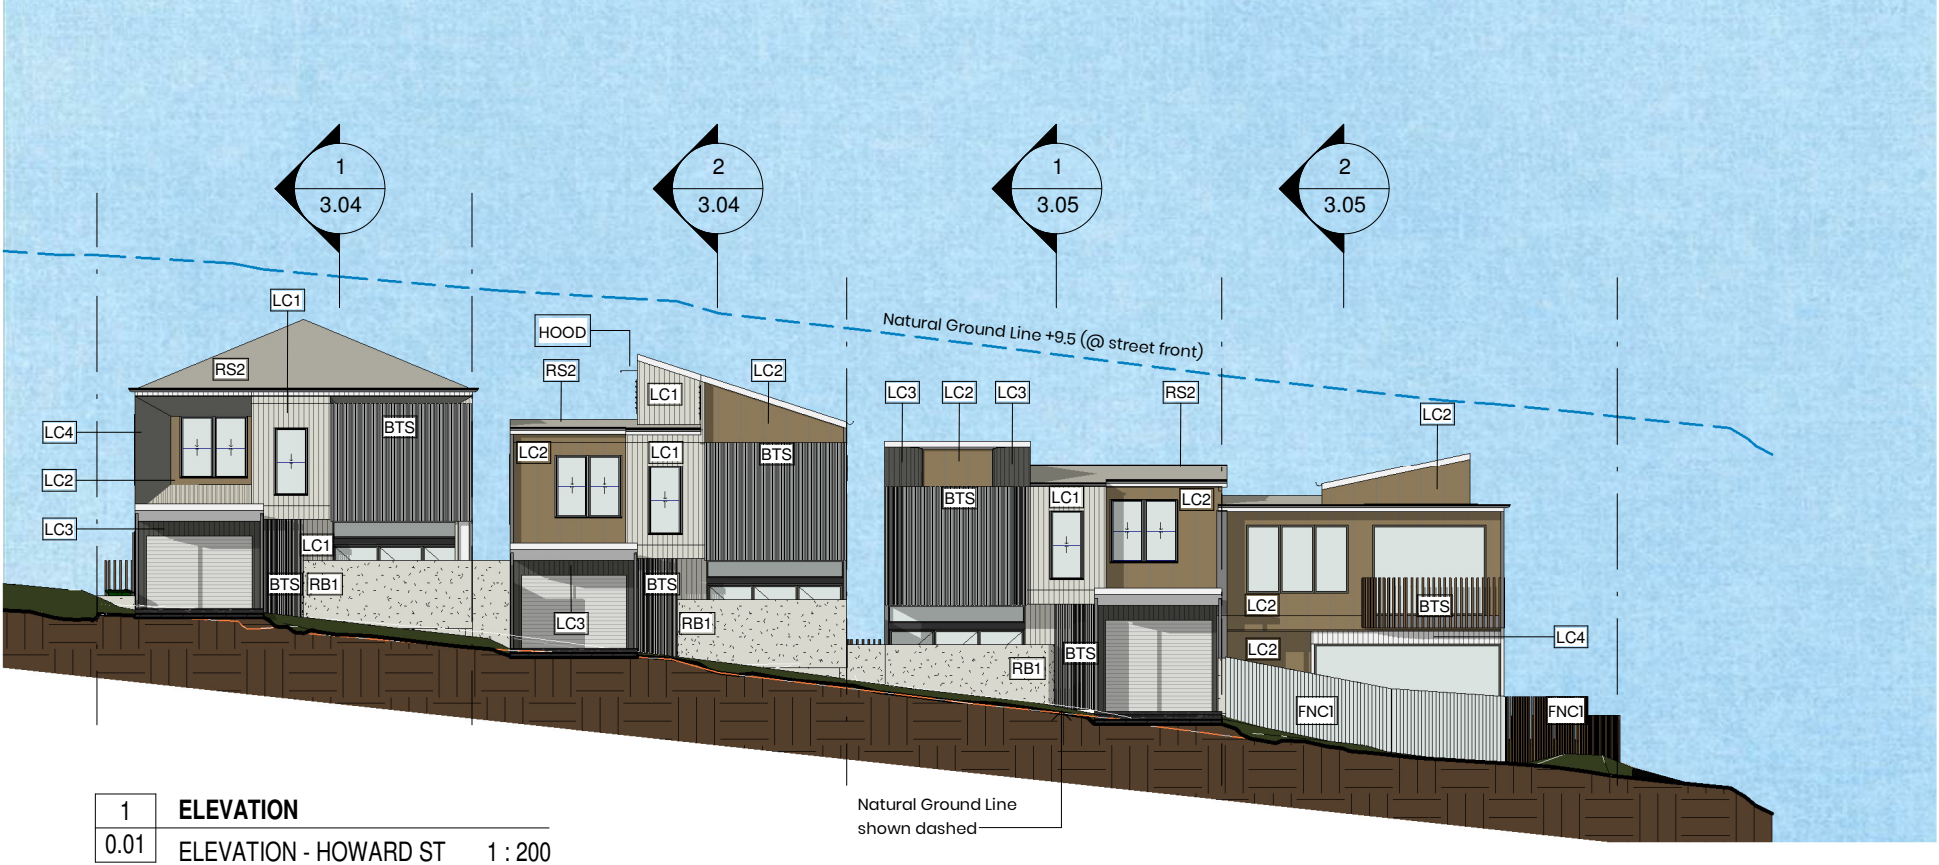 1
3.04
2
3.04
1
3.05
2
3.05
LC1
HOOD
Natural Ground Line +9.5 (@ street front)
RS2
RS2
LC2
LC1
LC3
LC2
LC3
RS2
LC2
LC4
BTS
LC2
LC1
BTS
LC2
BTS
LC1
LC2
LC3
LC1
BTS
RB1
BTS
LC3
RB1
LC2
BTS
LC2
LC4
BTS
RB1
FNC1
FNC1
Natural Ground Line
shown dashed
1
ELEVATION
0.01
ELEVATION - HOWARD ST 1 : 200